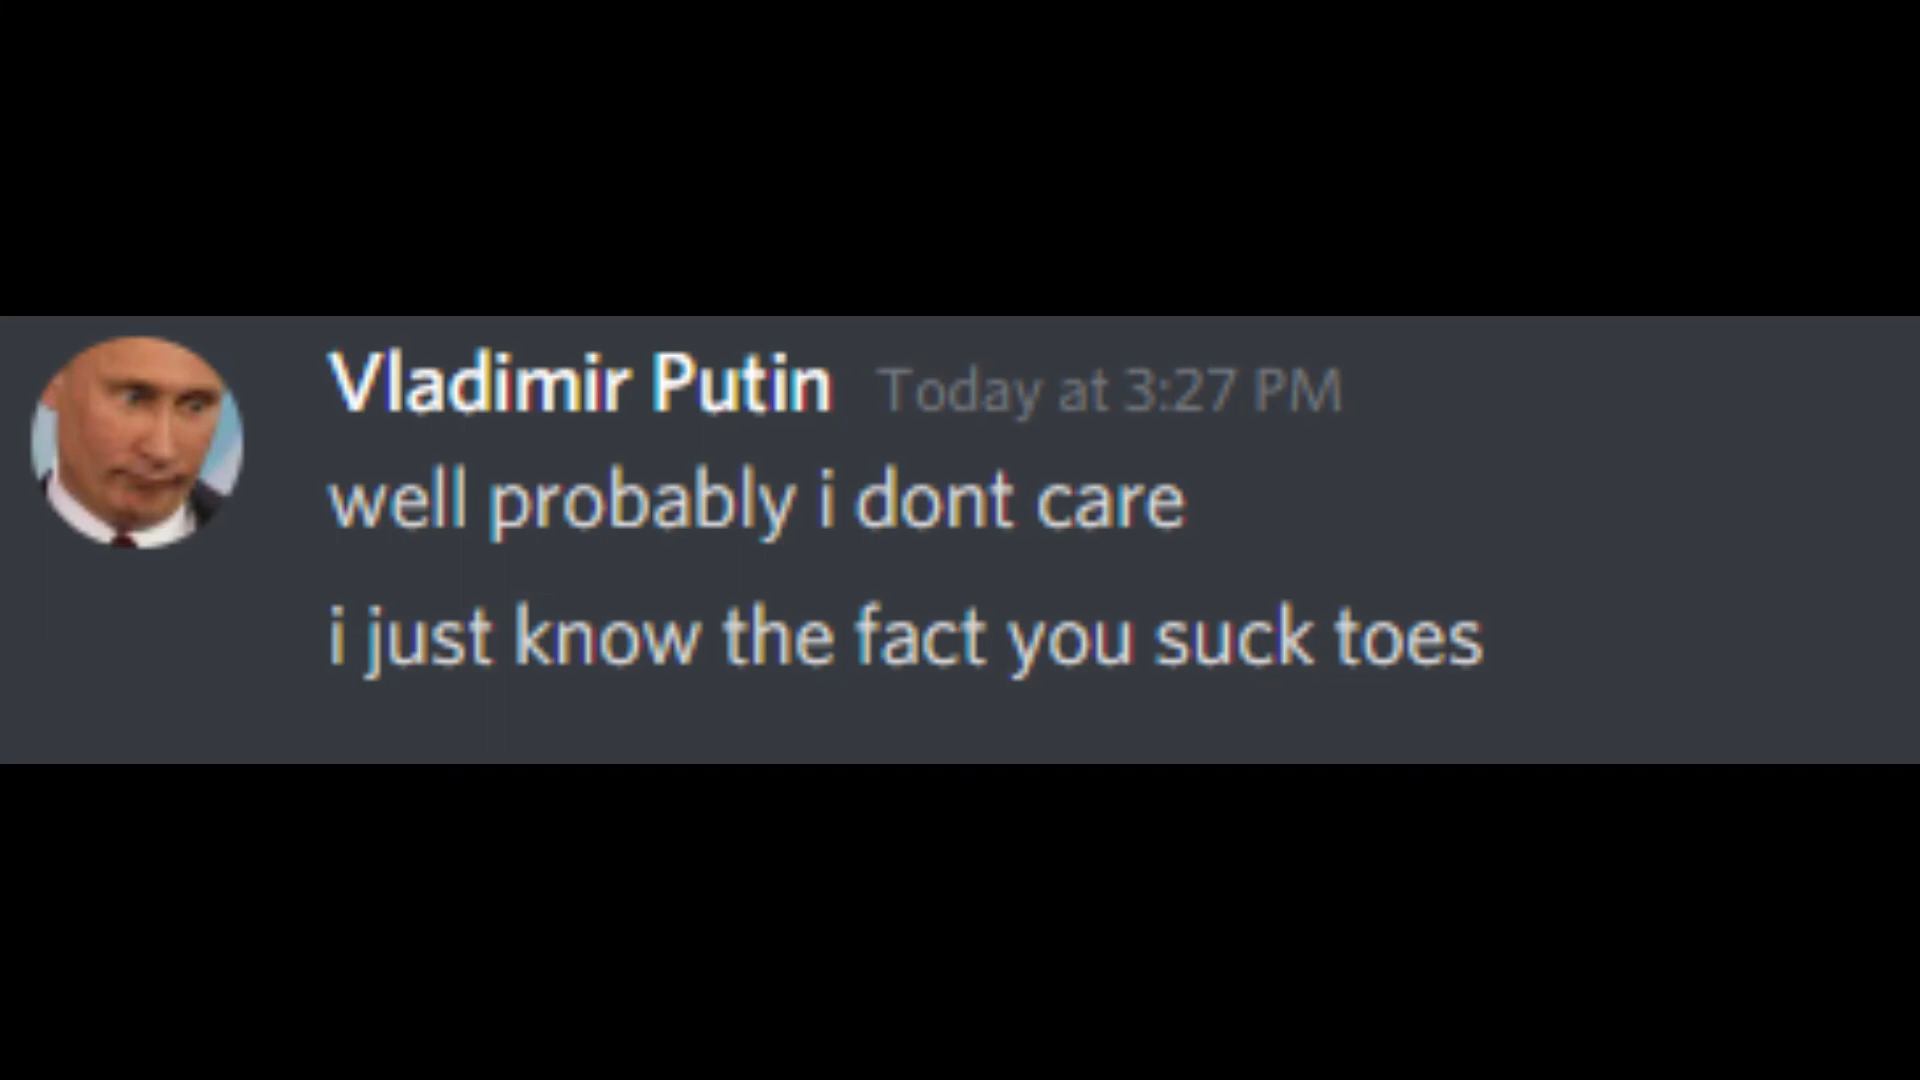 Vladimir Putin Today at 3:27 PM
well probably i dont care
i just know the fact you suck toes